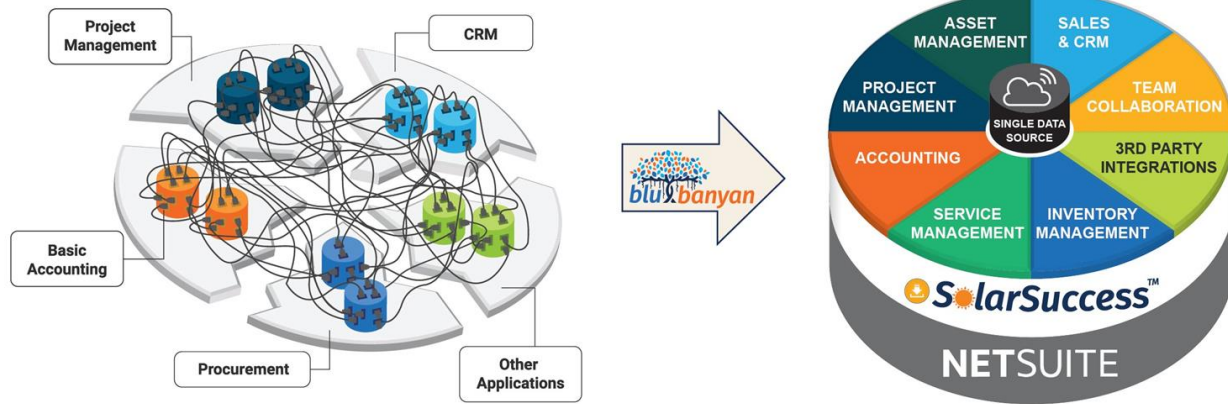 Project
Management
CRM
Basic
Accounting
Procurement
Other
Applications
blu banyan
ASSET
MANAGEMENT
SALES
& CRM
PROJECT
MANAGEMENT
TEAM
COLLABORATION
SINGLE DATA
SOURCE
ACCOUNTING
3RD PARTY
INTEGRATIONS
SERVICE
MANAGEMENT
INVENTORY
MANAGEMENT
SolarSuccess™
NETSUITE